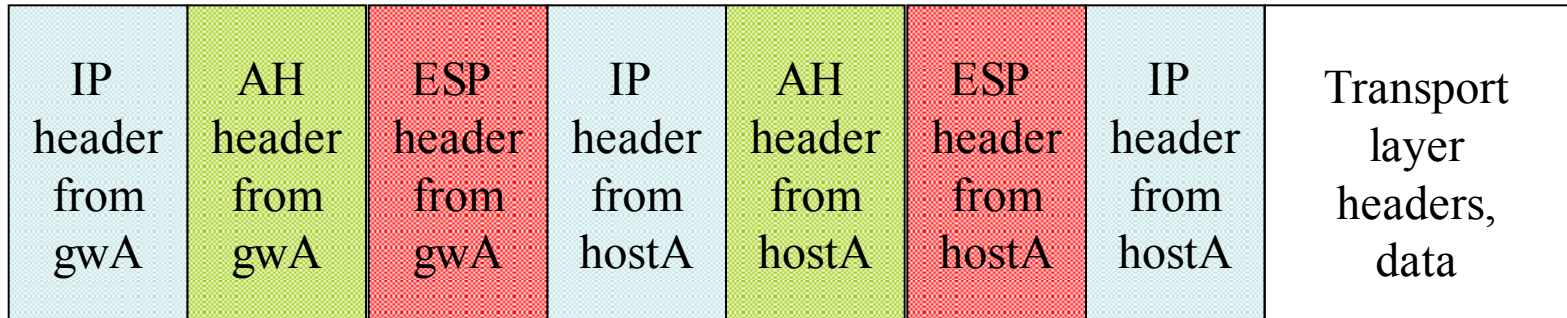 IP
header
from
gwA
AH
header
from
gwA
ESP
header
from
gwA
IP
header
from
hostA
AH
header
from
hostA
ESP
header
from
hostA
IP
header
from
hostA
Transport
layer
headers,
data